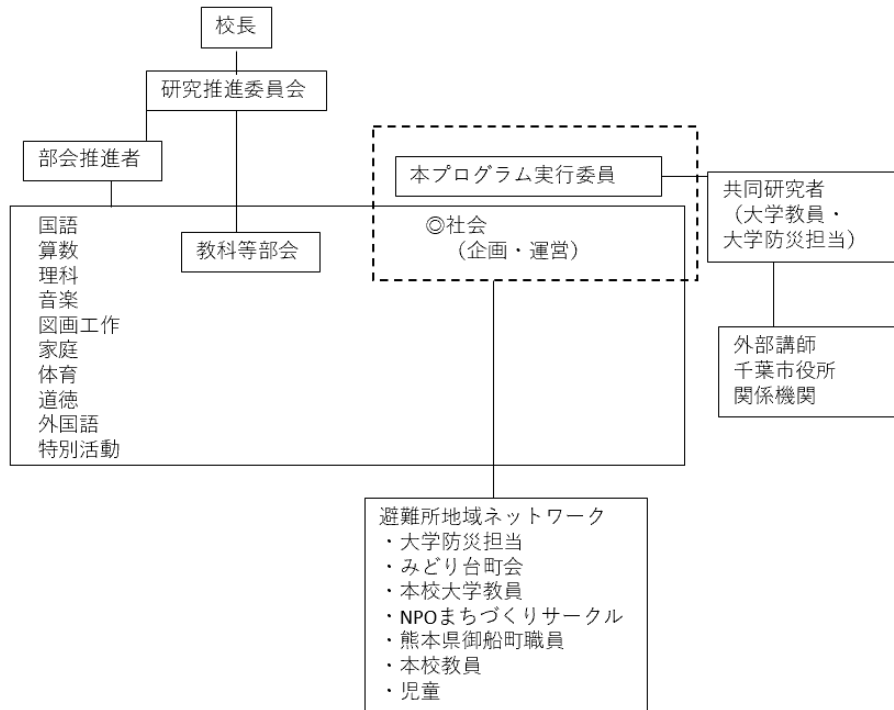 校長
研究推進委員会
部会推進者
本プログラム実行委員
共同研究者
（大学教員・
大学防災担当）
国語
算数
理科
音楽
図画工作
家庭
体育
道徳
外国語
特別活動
教科等部会
◎社会
（企画・運営）
外部講師
千葉市役所
関係機関
避難所地域ネットワーク
・大学防災担当
・みどり台町会
・本校大学教員
・NPOまちづくりサークル
・熊本県御船町職員
・本校教員
・児童